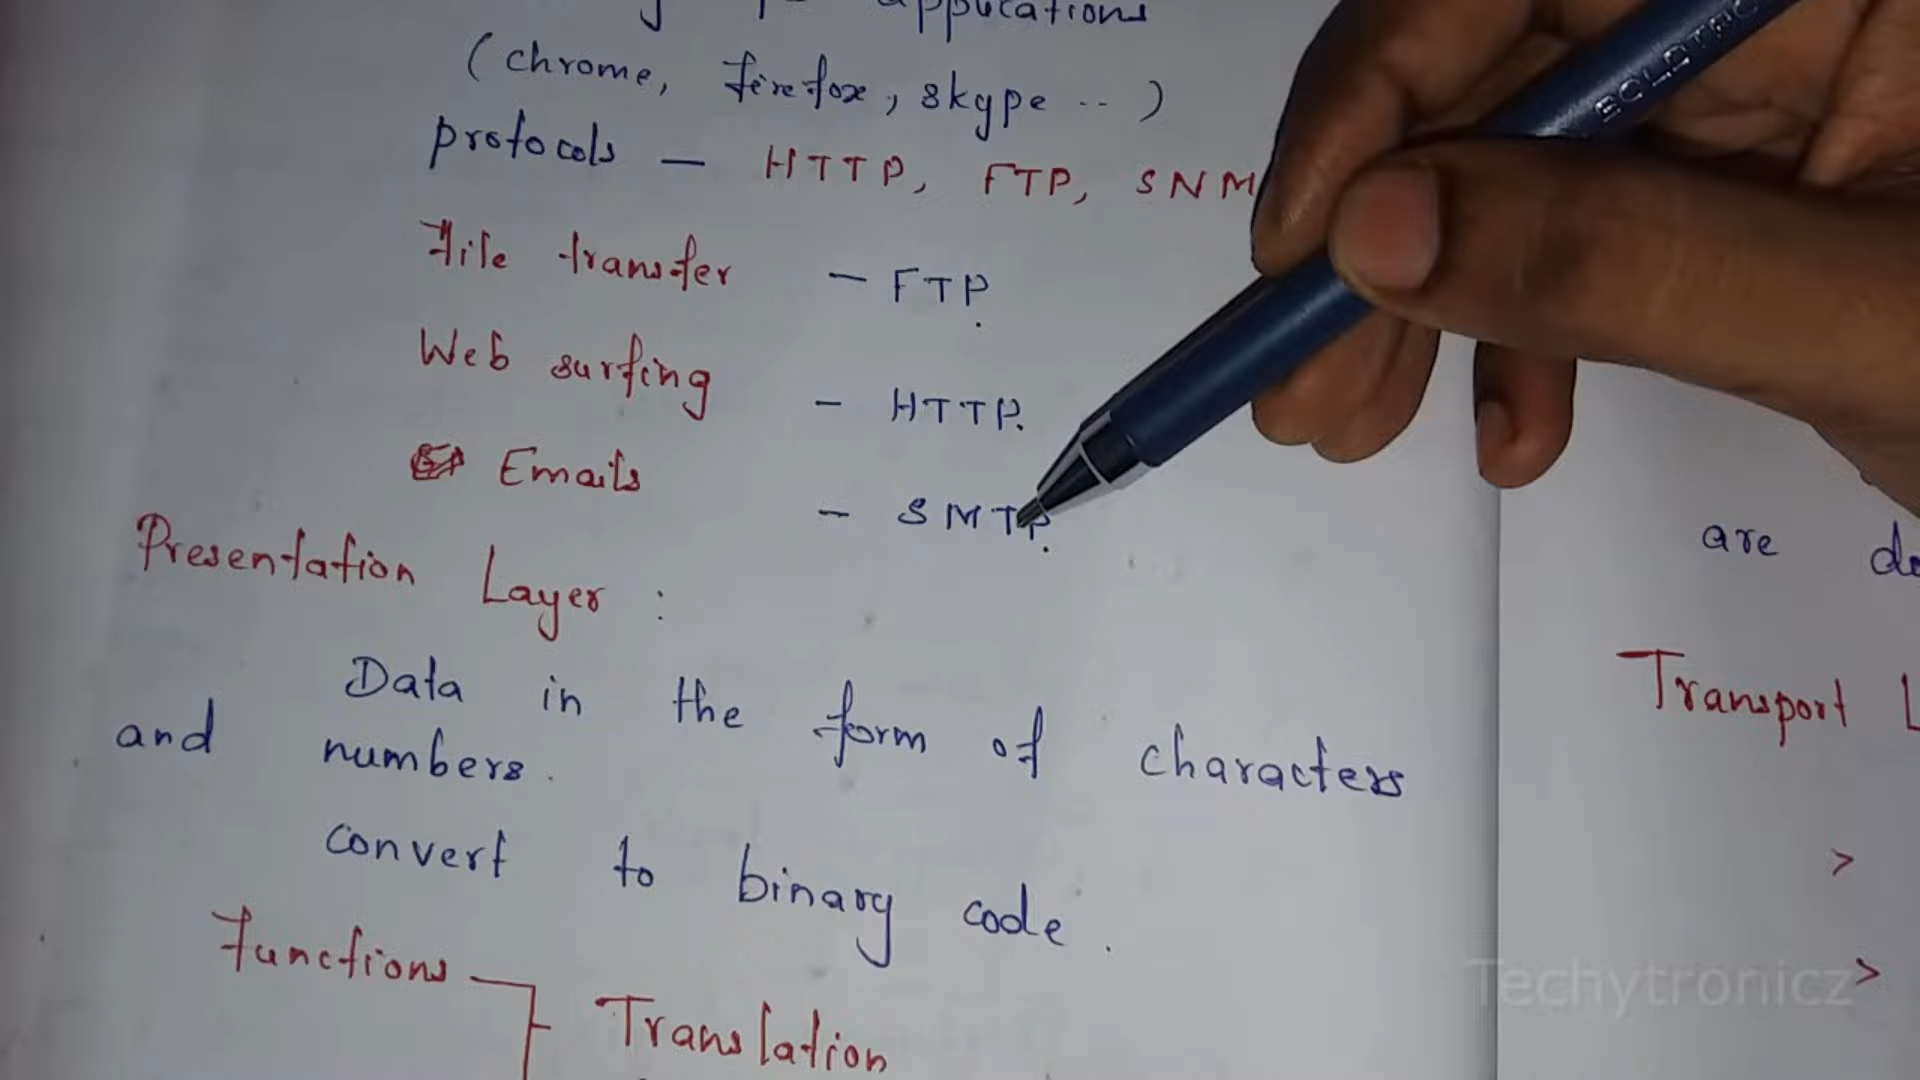 applications
(chrome, firefox, skype .. )
protocols — HTTP, FTP, SNM
File transfer — FTP.
Web surfing — HTTP.
Emails — SMTP.
Presentation Layer :
Data in the form of characters
and numbers.
convert to binary code.
Functions
Translation
are
Transport L
>
>
Techytronicz